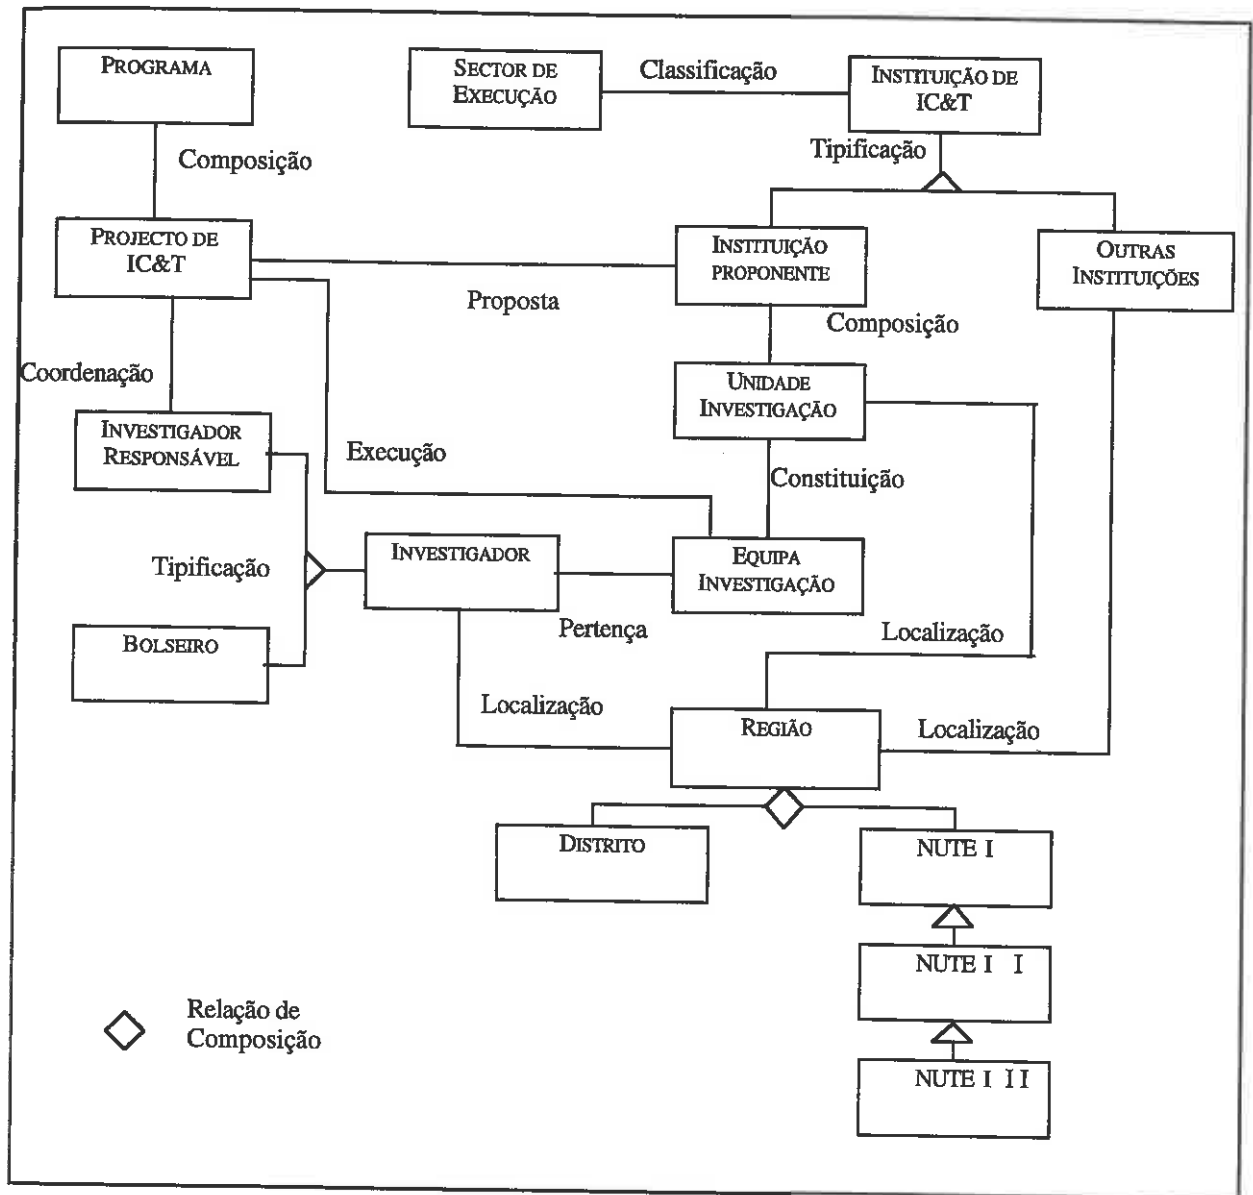 PROGRAMA
SECTOR DE
EXECUÇÃO
Classificação
INSTITUIÇÃO DE
IC&T
Composição
Tipificação
PROJECTO DE
IC&T
Proposta
INSTITUIÇÃO
PROPONENTE
OUTRAS
INSTITUIÇÕES
Composição
Coordenação
UNIDADE
INVESTIGAÇÃO
INVESTIGADOR
RESPONSÁVEL
Execução
Constituição
Tipificação
INVESTIGADOR
EQUIPA
INVESTIGAÇÃO
Pertença
BOLSEIRO
Localização
Localização
REGIÃO
Localização
DISTRITO
NUTE I
NUTE I I
NUTE I I I
Relação de
Composição